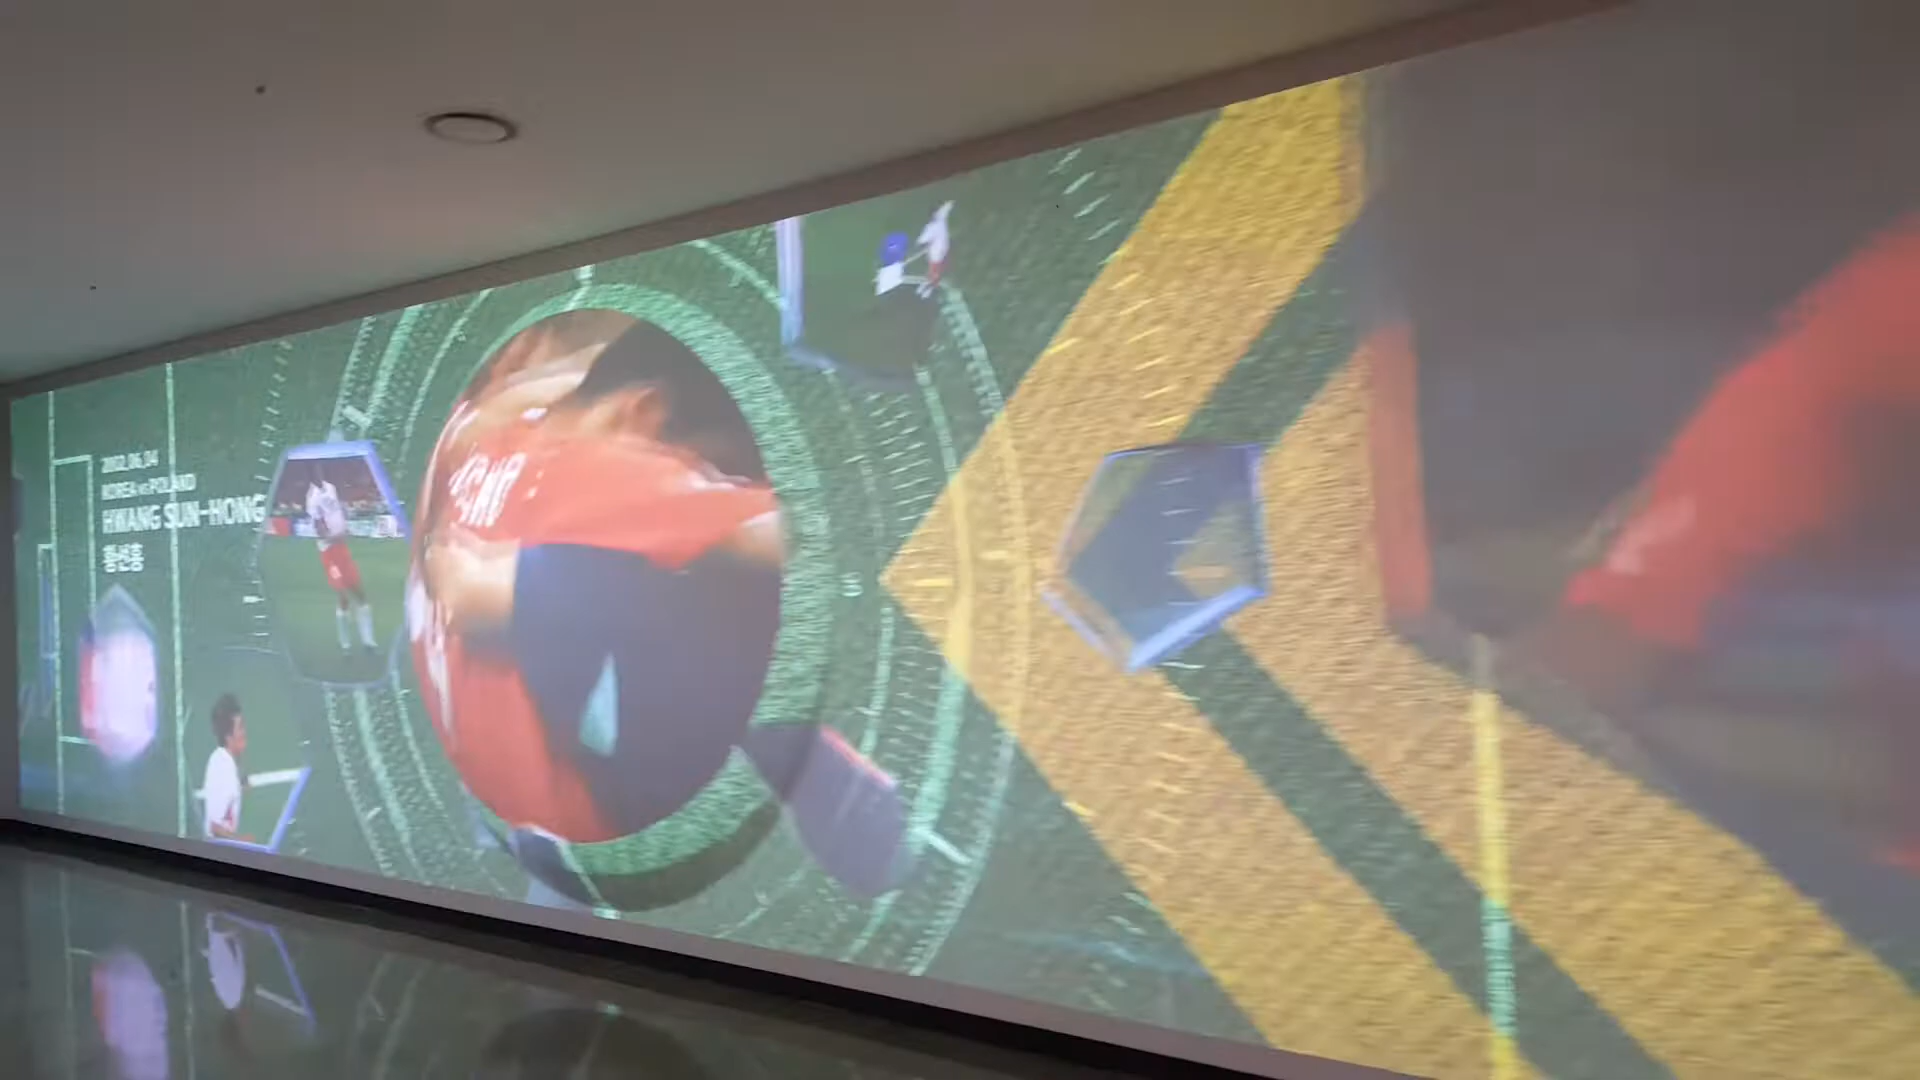 2002.06.04
KOREA vs POLAND
HWANG SUN-HONG
황선홍